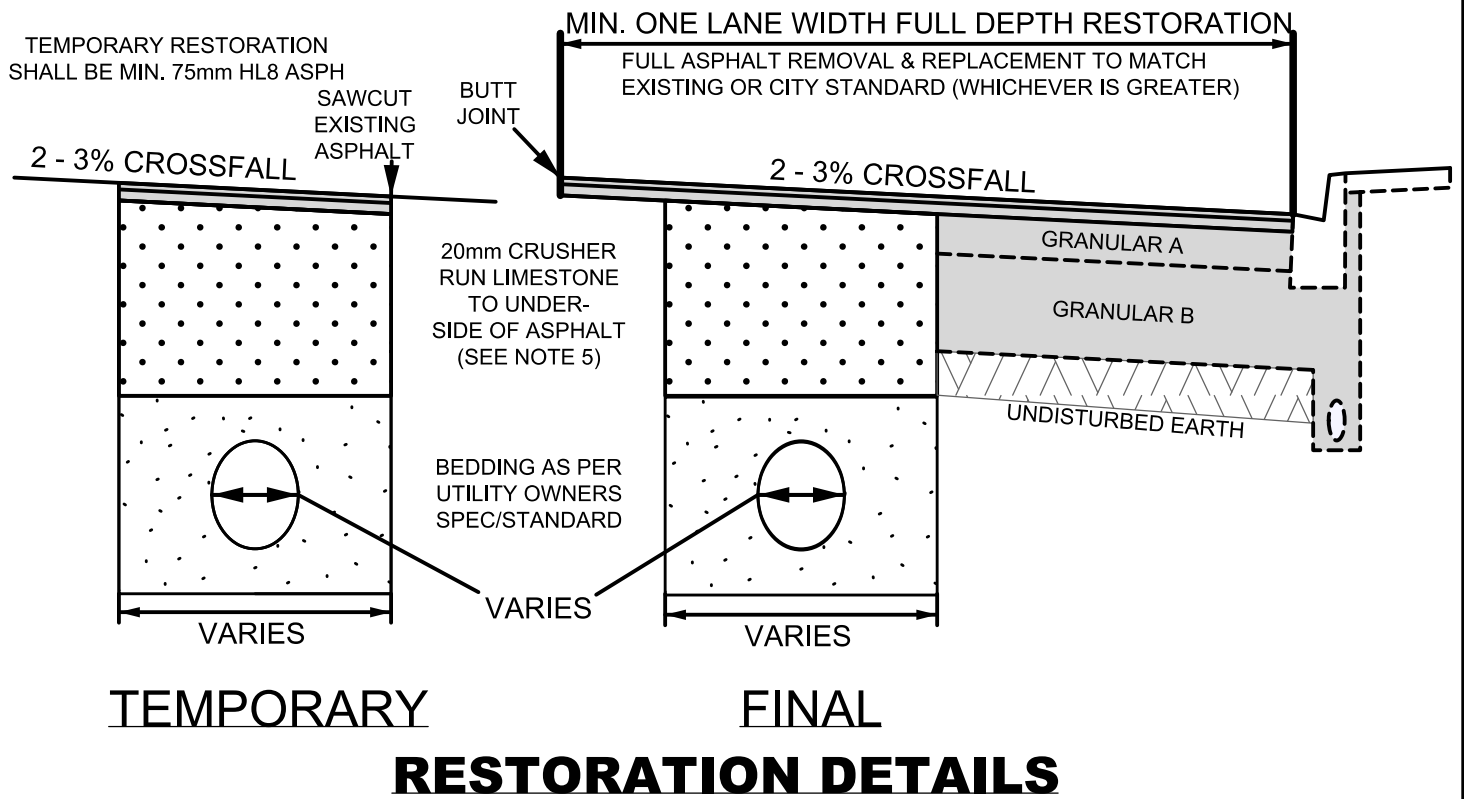 MIN. ONE LANE WIDTH FULL DEPTH RESTORATION
TEMPORARY RESTORATION
SHALL BE MIN. 75mm HL8 ASPH
FULL ASPHALT REMOVAL & REPLACEMENT TO MATCH
EXISTING OR CITY STANDARD (WHICHEVER IS GREATER)
SAWCUT
EXISTING
ASPHALT
BUTT
JOINT
2 - 3% CROSSFALL
2 - 3% CROSSFALL
20mm CRUSHER
RUN LIMESTONE
TO UNDER-
SIDE OF ASPHALT
(SEE NOTE 5)
GRANULAR A
GRANULAR B
UNDISTURBED EARTH
BEDDING AS PER
UTILITY OWNERS
SPEC/STANDARD
VARIES
VARIES
VARIES
TEMPORARY
FINAL
RESTORATION DETAILS